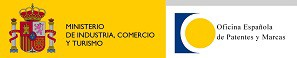 MINISTERIO
DE INDUSTRIA, COMERCIO
Y TURISMO
Oficina Española
de Patentes y Marcas